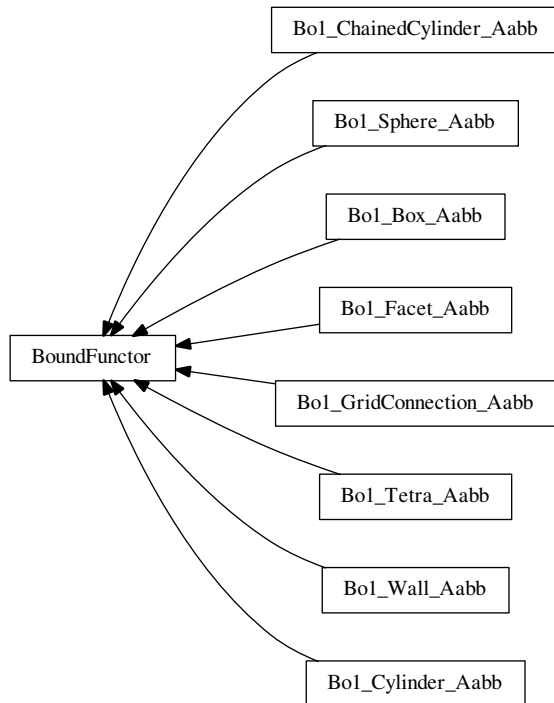 Bo1_ChainedCylinder_Aabb
Bo1_Sphere_Aabb
Bo1_Box_Aabb
Bo1_Facet_Aabb
BoundFunctor
Bo1_GridConnection_Aabb
Bo1_Tetra_Aabb
Bo1_Wall_Aabb
Bo1_Cylinder_Aabb